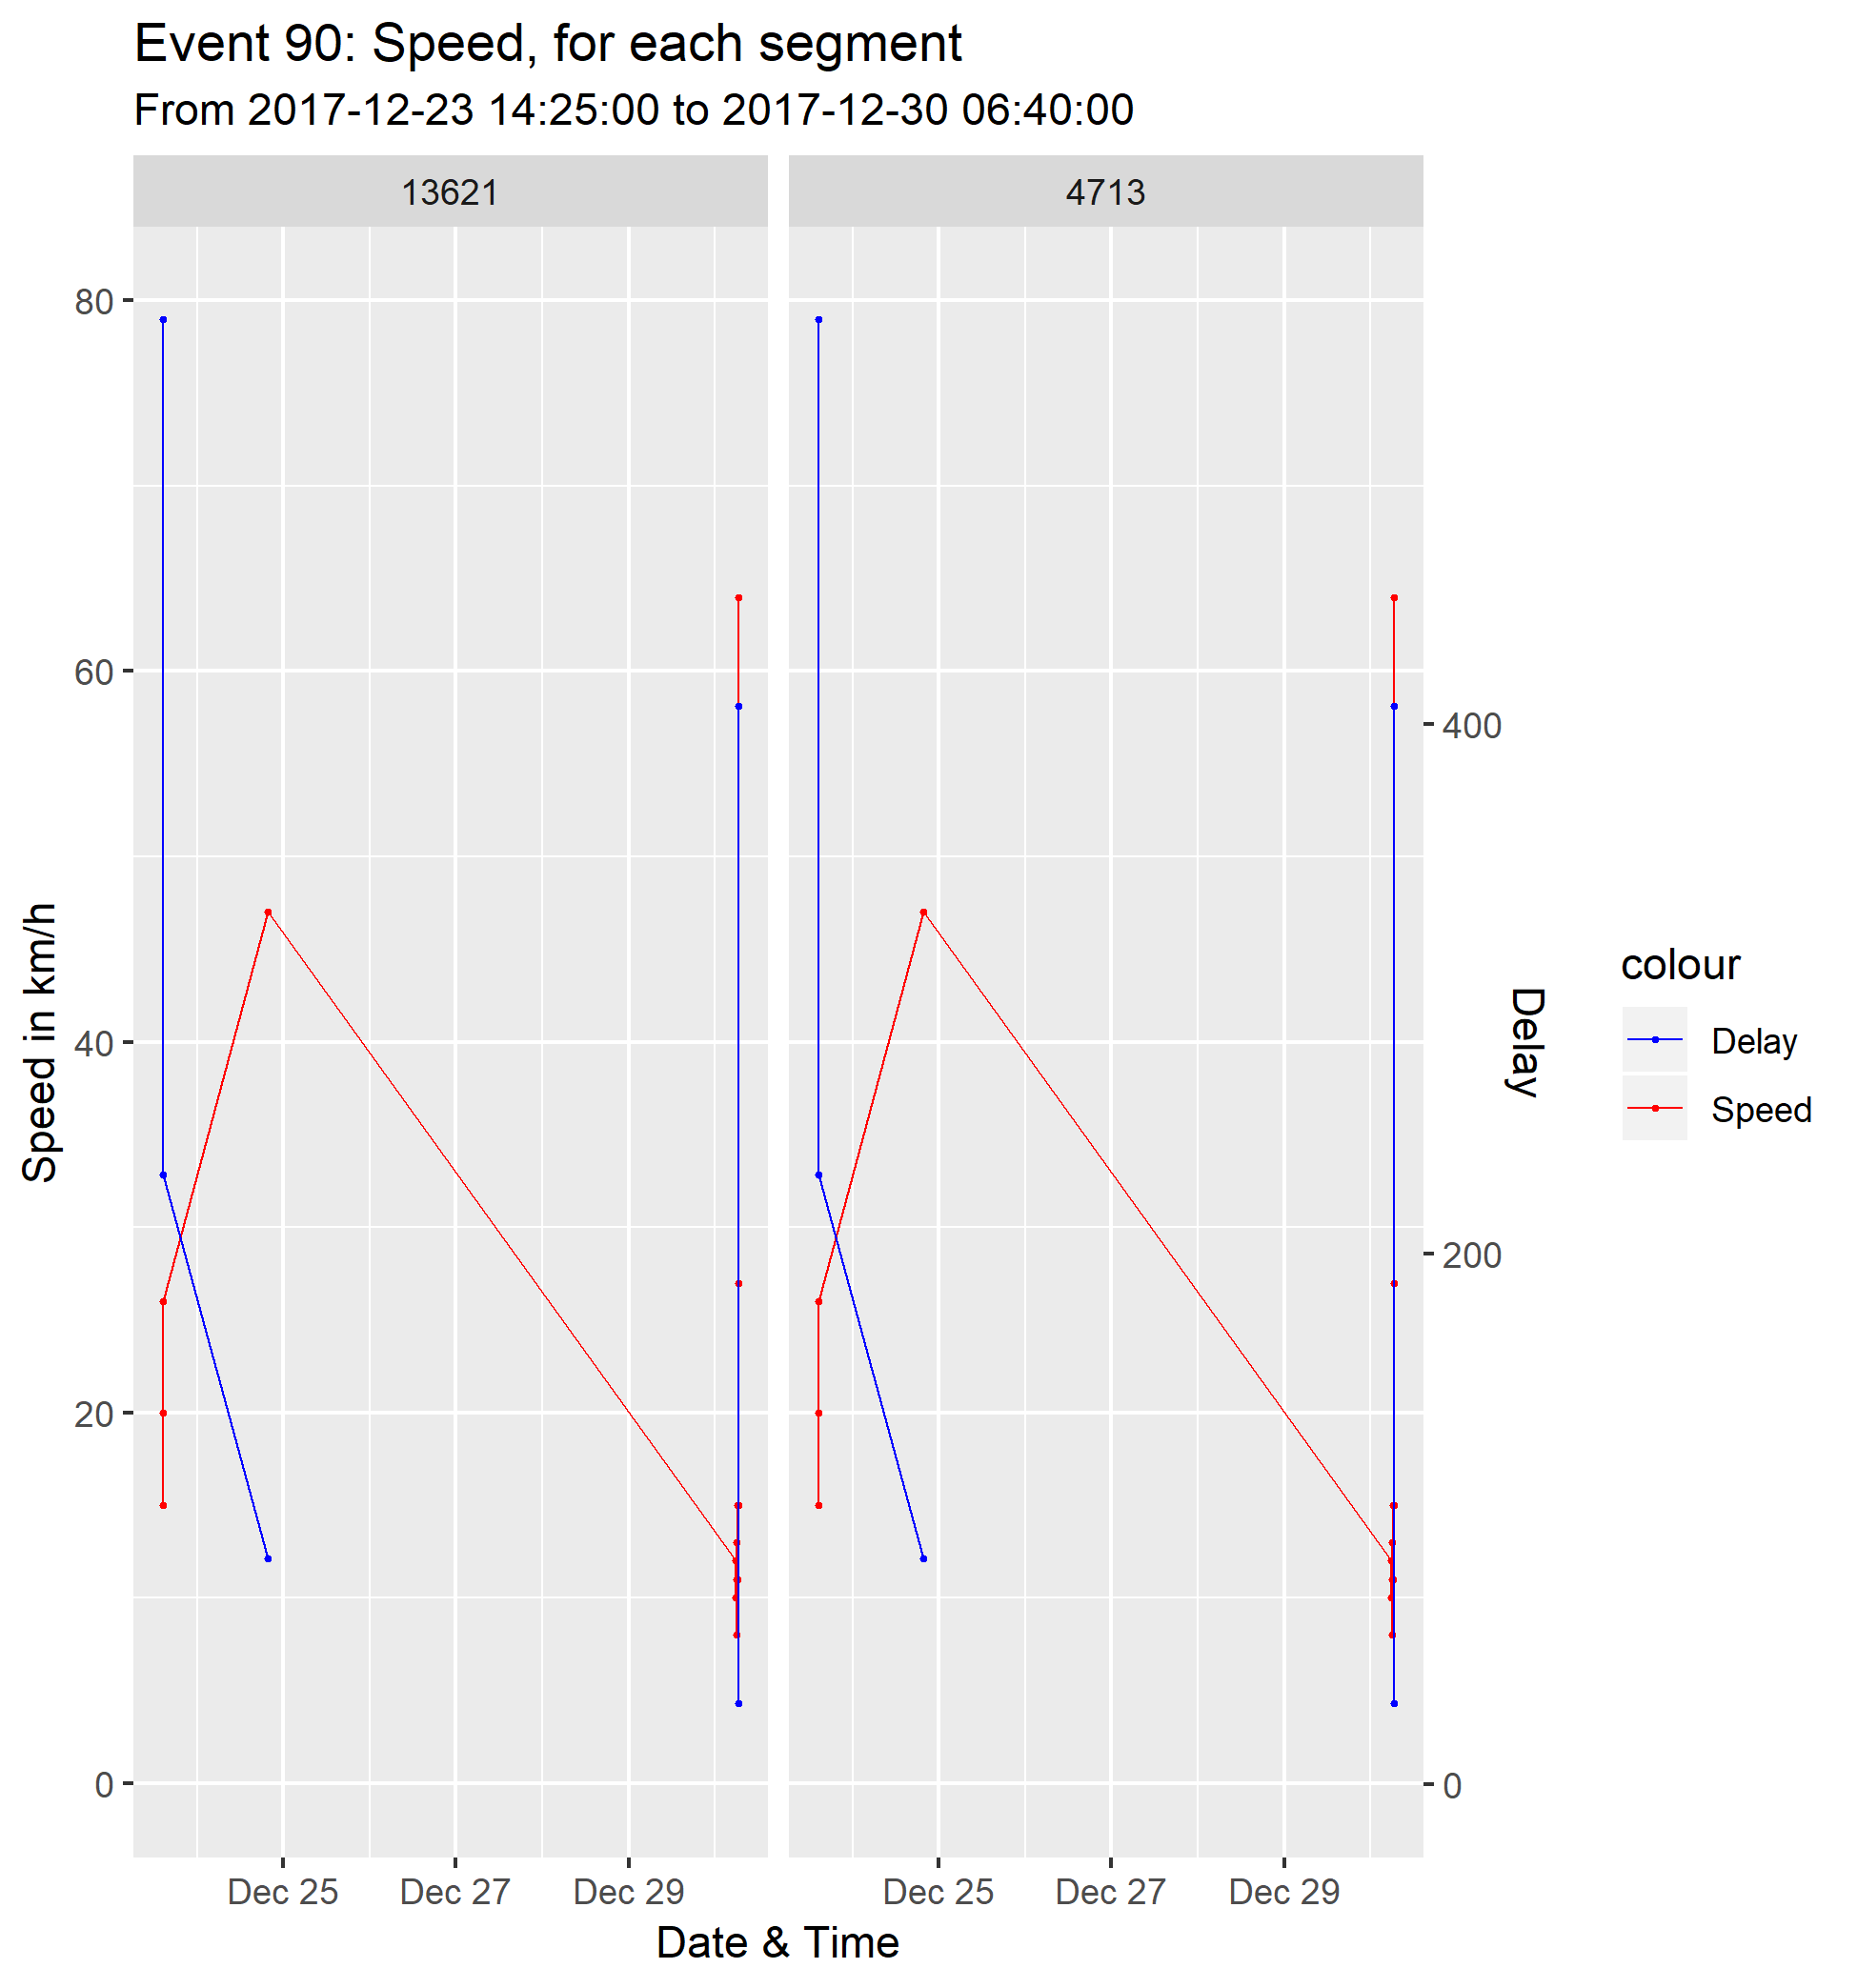 Event 90: Speed, for each segment
From 2017-12-23 14:25:00 to 2017-12-30 06:40:00
13621
4713
80
60
40
20
0
Speed in km/h
400
200
0
Delay
Dec 25
Dec 27
Dec 29
Dec 25
Dec 27
Dec 29
Date & Time
colour
Delay
Speed